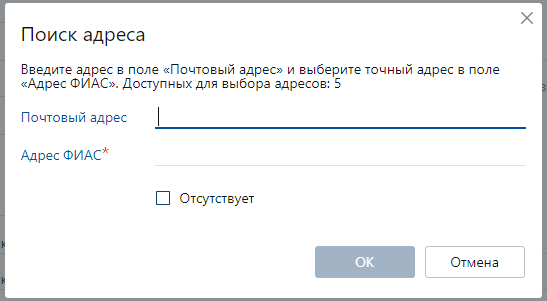 Поиск адреса
Введите адрес в поле «Почтовый адрес» и выберите точный адрес в поле
«Адрес ФИАС». Доступных для выбора адресов: 5
Почтовый адрес
Адрес ФИАС*
Отсутствует
ОК
Отмена